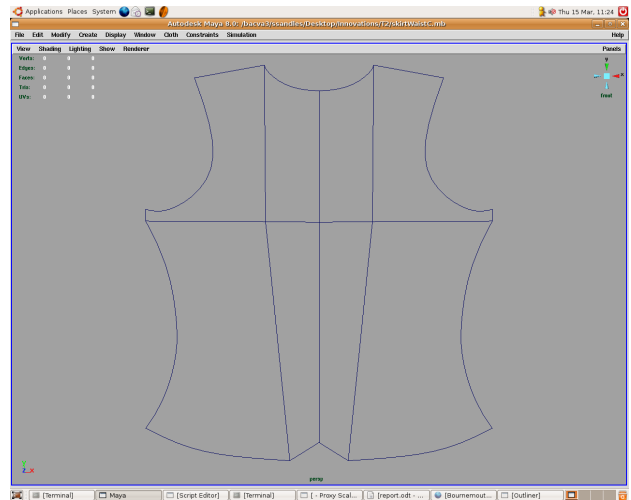 Applications Places System Thu 15 Mar, 11:24
Autodesk Maya 8.0: /bacva3/ssandles/Desktop/Innovations/T2/skirtWaistC.mb
File Edit Modify Create Display Window Cloth Constraints Simulation Help
View Shading Lighting Show Renderer Panels
Verts: 0 0 0
Edges: 0 0 0
Faces: 0 0 0
Tris: 0 0 0
UVs: 0 0 0
y
x
front
Z X
persp
[Terminal] Maya [Script Editor] [Terminal] [ - Proxy Scal... [report.odt - ... [Bournemout... [Outliner]